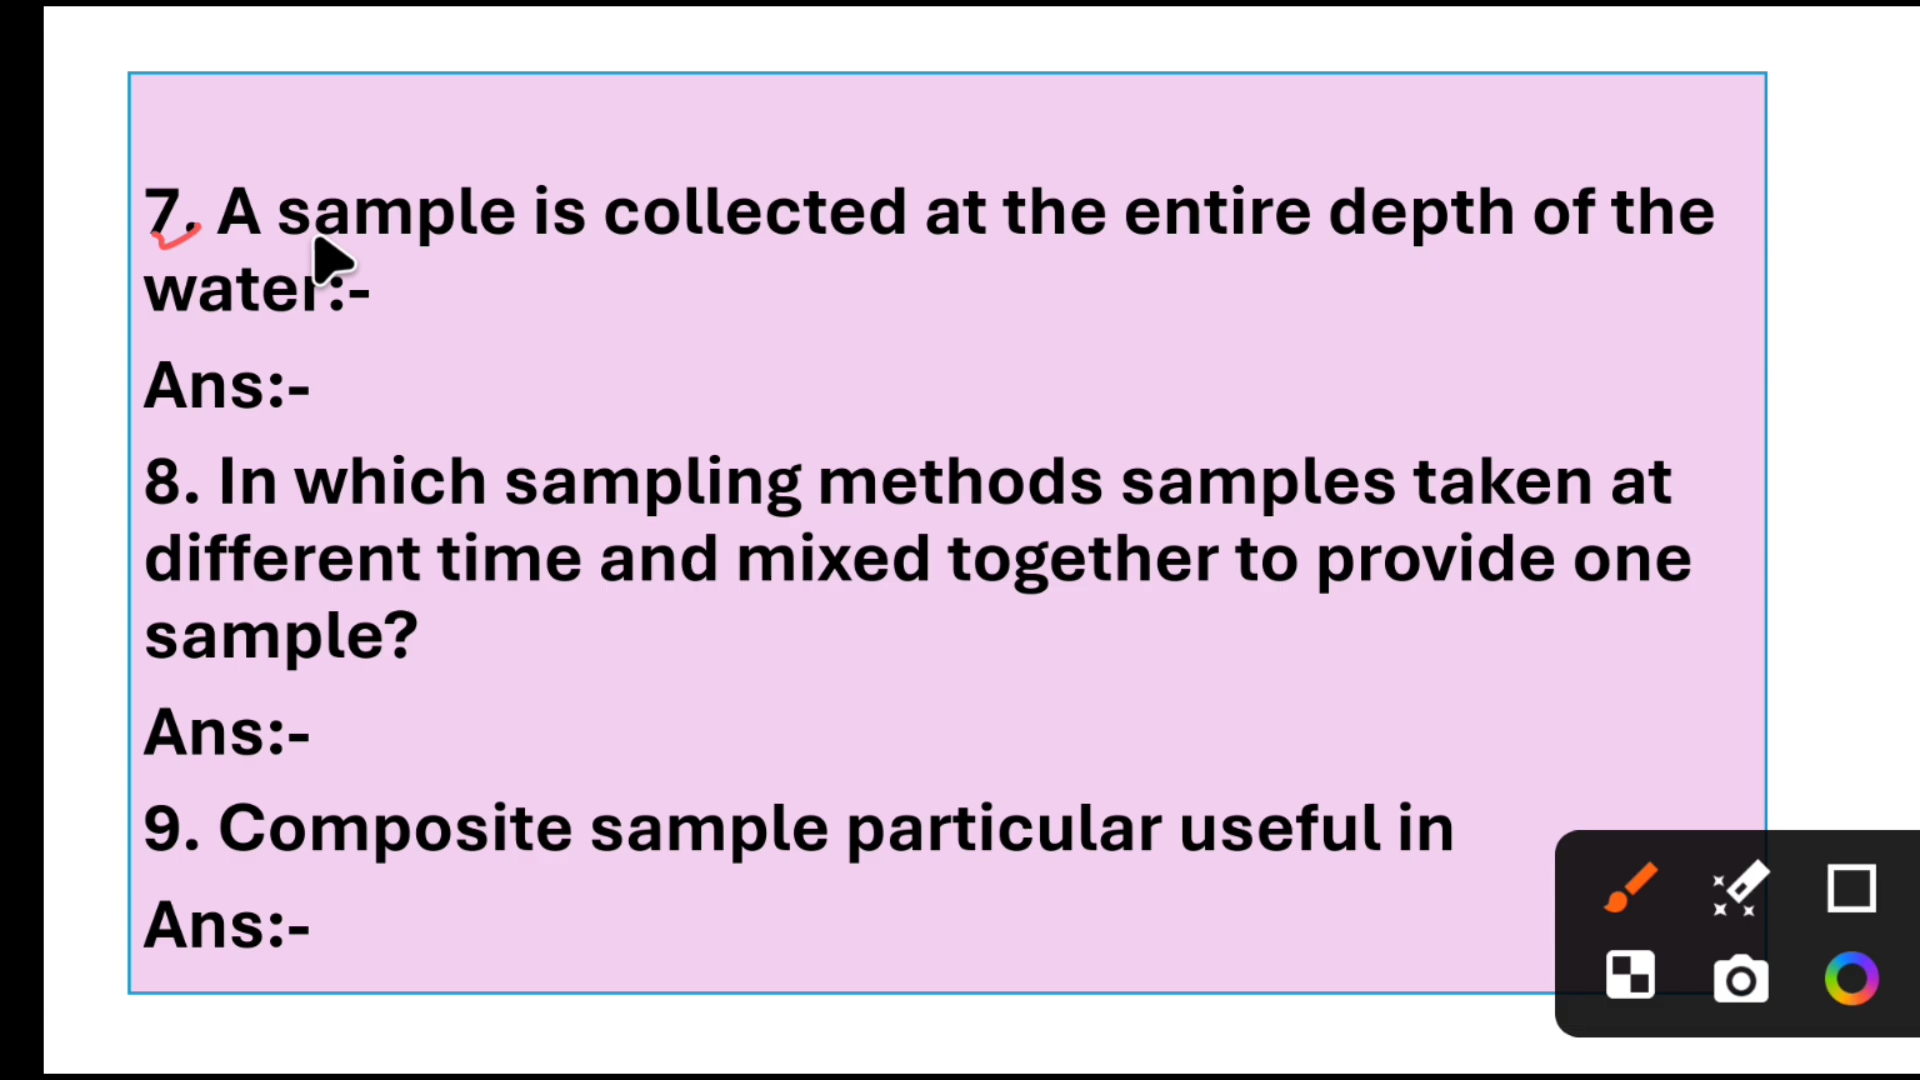 7. A sample is collected at the entire depth of the
water:-
Ans:-
8. In which sampling methods samples taken at
different time and mixed together to provide one
sample?
Ans:-
9. Composite sample particular useful in
Ans:-